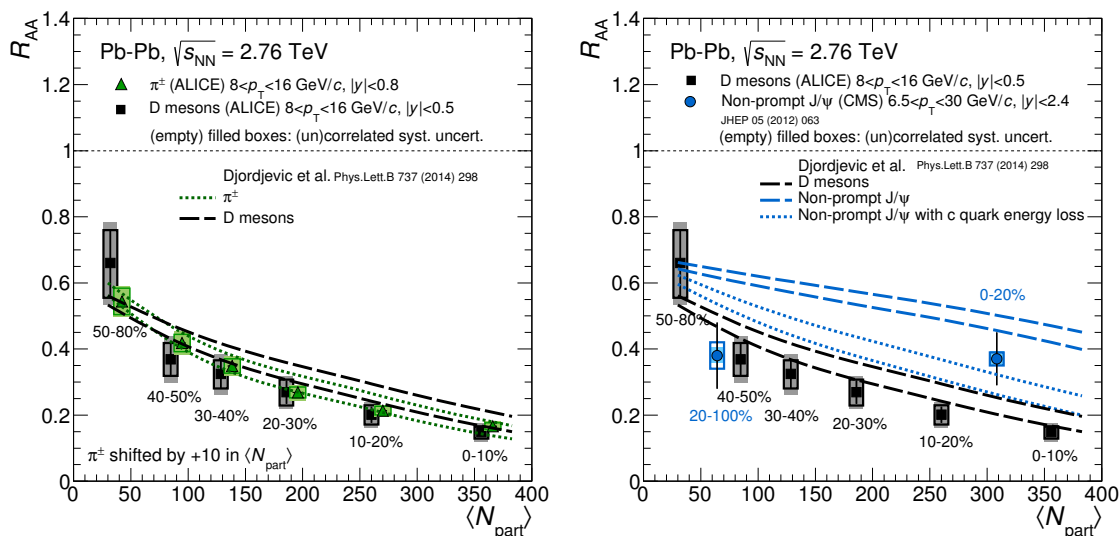 R_AA
1.4
1.2
1
0.8
0.6
0.4
0.2
0
Pb-Pb, √s_NN = 2.76 TeV
π± (ALICE) 8<p_T<16 GeV/c, |y|<0.8
D mesons (ALICE) 8<p_T<16 GeV/c, |y|<0.5
(empty) filled boxes: (un)correlated syst. uncert.
Djordjevic et al. Phys.Lett.B 737 (2014) 298
π±
D mesons
50-80%
40-50%
30-40%
20-30%
10-20%
0-10%
π± shifted by +10 in ⟨N_part⟩
0 50 100 150 200 250 300 350 400
⟨N_part⟩
R_AA
1.4
1.2
1
0.8
0.6
0.4
0.2
0
Pb-Pb, √s_NN = 2.76 TeV
D mesons (ALICE) 8<p_T<16 GeV/c, |y|<0.5
Non-prompt J/ψ (CMS) 6.5<p_T<30 GeV/c, |y|<2.4
JHEP 05 (2012) 063
(empty) filled boxes: (un)correlated syst. uncert.
Djordjevic et al. Phys.Lett.B 737 (2014) 298
D mesons
Non-prompt J/ψ
Non-prompt J/ψ with c quark energy loss
0-20%
50-80%
40-50%
20-100%
30-40%
20-30%
10-20%
0-10%
0 50 100 150 200 250 300 350 400
⟨N_part⟩